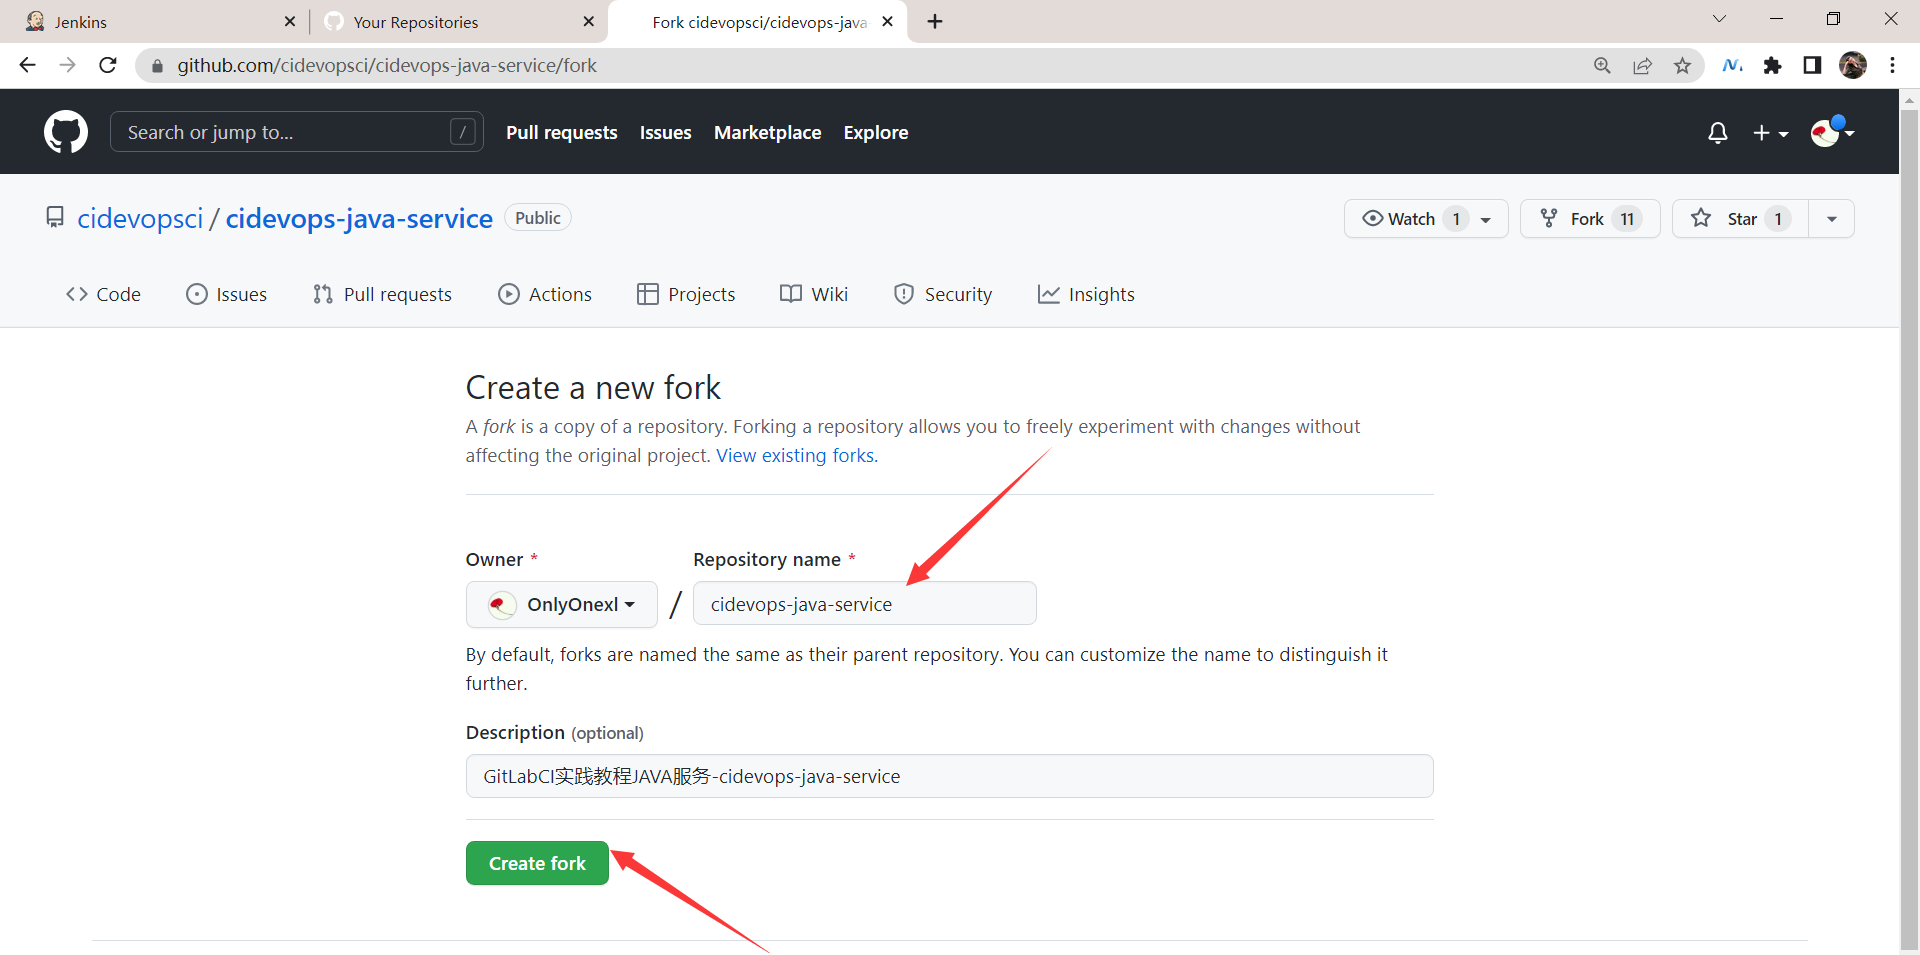 Jenkins
Your Repositories
Fork cidevopsci/cidevops-java
github.com/cidevopsci/cidevops-java-service/fork
Search or jump to... /
Pull requests
Issues
Marketplace
Explore
cidevopsci / cidevops-java-service Public
Watch 1
Fork 11
Star 1
Code
Issues
Pull requests
Actions
Projects
Wiki
Security
Insights
Create a new fork
A fork is a copy of a repository. Forking a repository allows you to freely experiment with changes without
affecting the original project. View existing forks.
Owner *
Repository name *
OnlyOnexl
/
cidevops-java-service
By default, forks are named the same as their parent repository. You can customize the name to distinguish it
further.
Description (optional)
GitLabCI实践教程JAVA服务-cidevops-java-service
Create fork